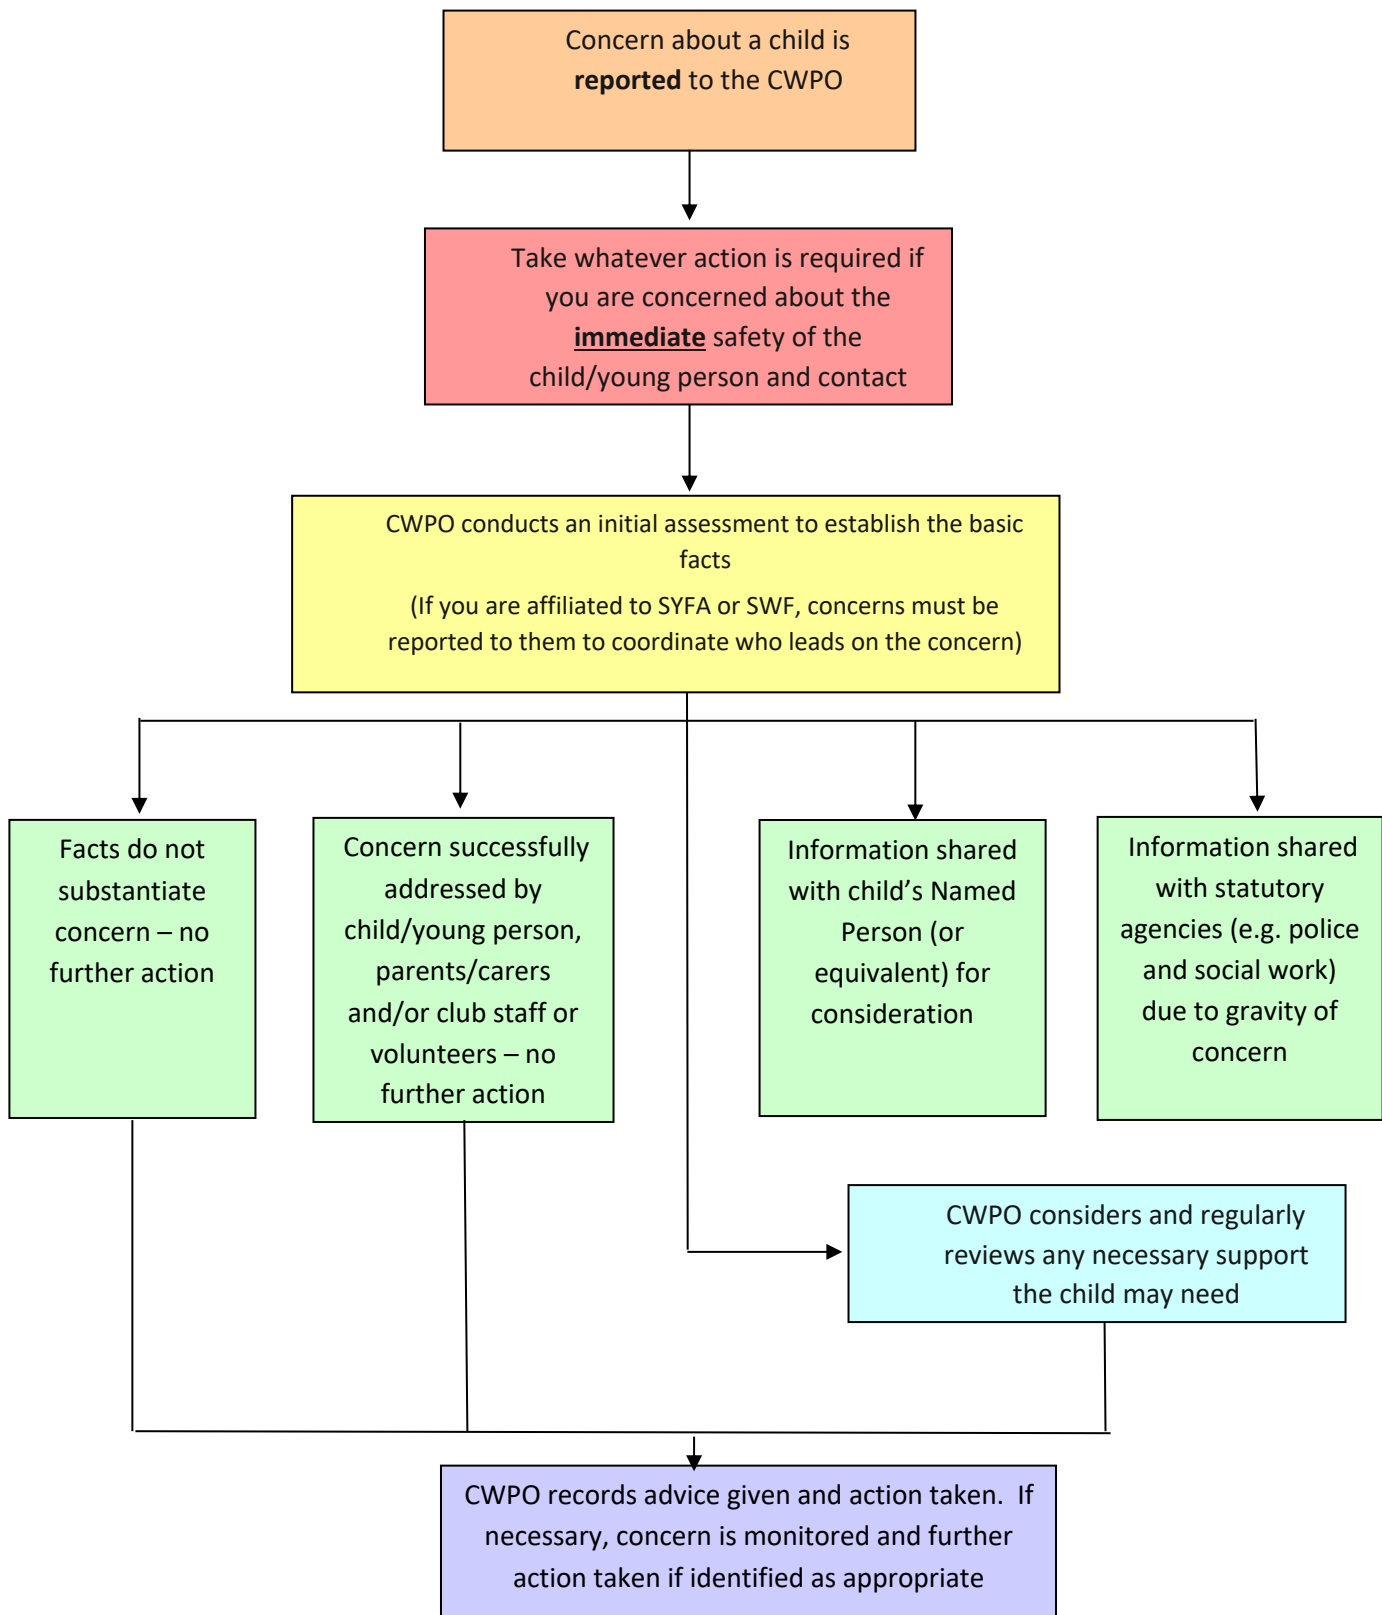 Concern about a child is
reported to the CWPO
Take whatever action is required if
you are concerned about the
immediate safety of the
child/young person and contact
CWPO conducts an initial assessment to establish the basic
facts
(If you are affiliated to SYFA or SWF, concerns must be
reported to them to coordinate who leads on the concern)
Facts do not
substantiate
concern – no
further action
Concern successfully
addressed by
child/young person,
parents/carers
and/or club staff or
volunteers – no
further action
Information shared
with child’s Named
Person (or
equivalent) for
consideration
Information shared
with statutory
agencies (e.g. police
and social work)
due to gravity of
concern
CWPO considers and regularly
reviews any necessary support
the child may need
CWPO records advice given and action taken.  If
necessary, concern is monitored and further
action taken if identified as appropriate